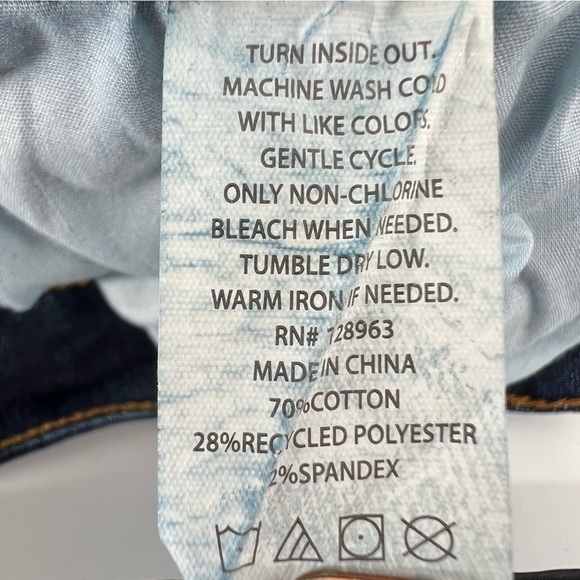 TURN INSIDE OUT.
MACHINE WASH COLD
WITH LIKE COLORS.
GENTLE CYCLE.
ONLY NON-CHLORINE
BLEACH WHEN NEEDED.
TUMBLE DRY LOW.
WARM IRON IF NEEDED.
RN# 128963
MADE IN CHINA
70%COTTON
28%RECYCLED POLYESTER
2%SPANDEX